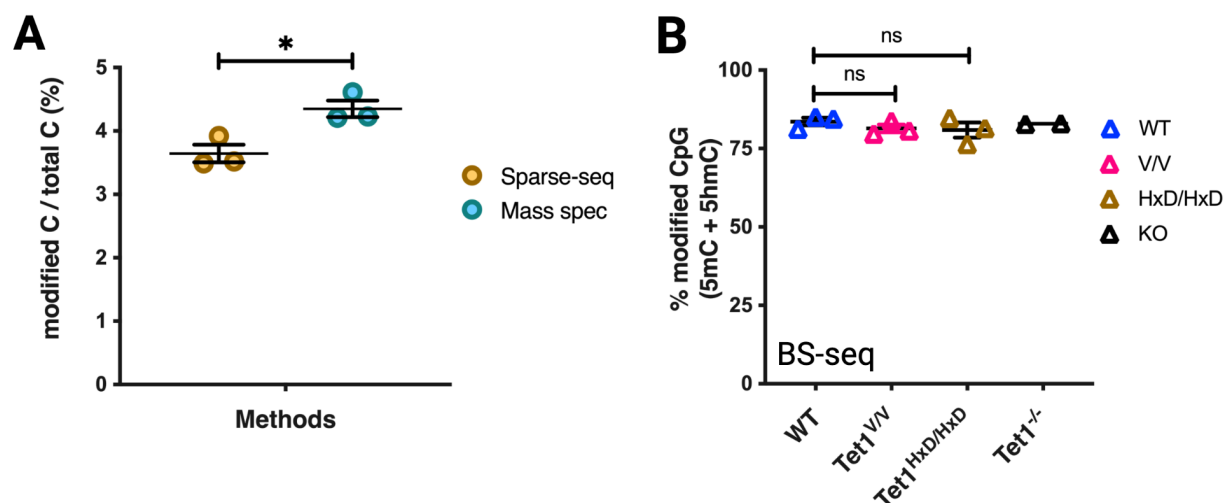 A
*
modified C / total C (%)
5
4
3
2
1
0
Methods
Sparse-seq
Mass spec
B
ns
ns
% modified CpG
(5mC + 5hmC)
100
75
50
25
0
BS-seq
WT
Tet1V/V
Tet1HxD/HxD
Tet1-/-
WT
V/V
HxD/HxD
KO